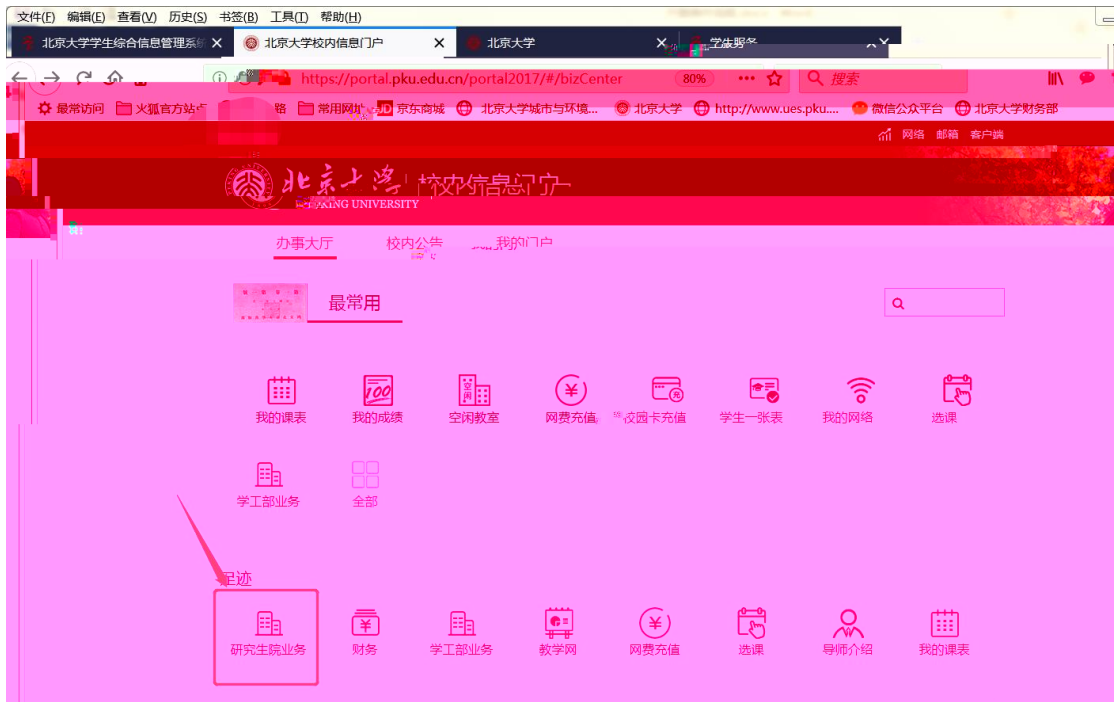 文件(F) 编辑(E) 查看(V) 历史(S) 书签(B) 工具(T) 帮助(H)
北京大学学生综合信息管理系统 北京大学校内信息门户 北京大学 学生服务
https://portal.pku.edu.cn/portal2017/#/bizCenter 80% 搜索
最常访问 火狐官方站点 常用网址 JD 京东商城 北京大学城市与环境... 北京大学 http://www.ues.pku.... 微信公众平台 北京大学财务部
网络 邮箱 客户端
北京大学 校内信息门户
PEKING UNIVERSITY
办事大厅 校内公告 我的门户
最常用
我的课表 我的成绩 空闲教室 网费充值 校园卡充值 学生一张表 我的网络 选课
学工部业务 全部
足迹
研究生院业务 财务 学工部业务 教学网 网费充值 选课 导师介绍 我的课表